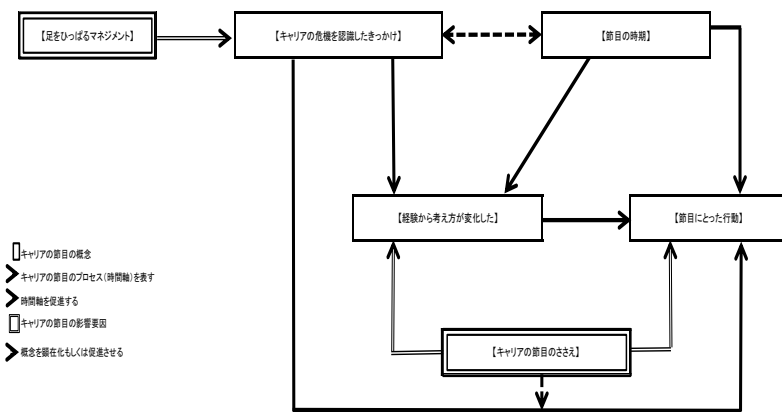 【足をひっぱるマネジメント】
【キャリアの危機を認識したきっかけ】
【節目の時期】
【経験から考え方が変化した】
【節目にとった行動】
キャリアの節目の概念
キャリアの節目のプロセス(時間軸)を表す
時間軸を促進する
キャリアの節目の影響要因
概念を顕在化もしくは促進させる
【キャリアの節目のささえ】